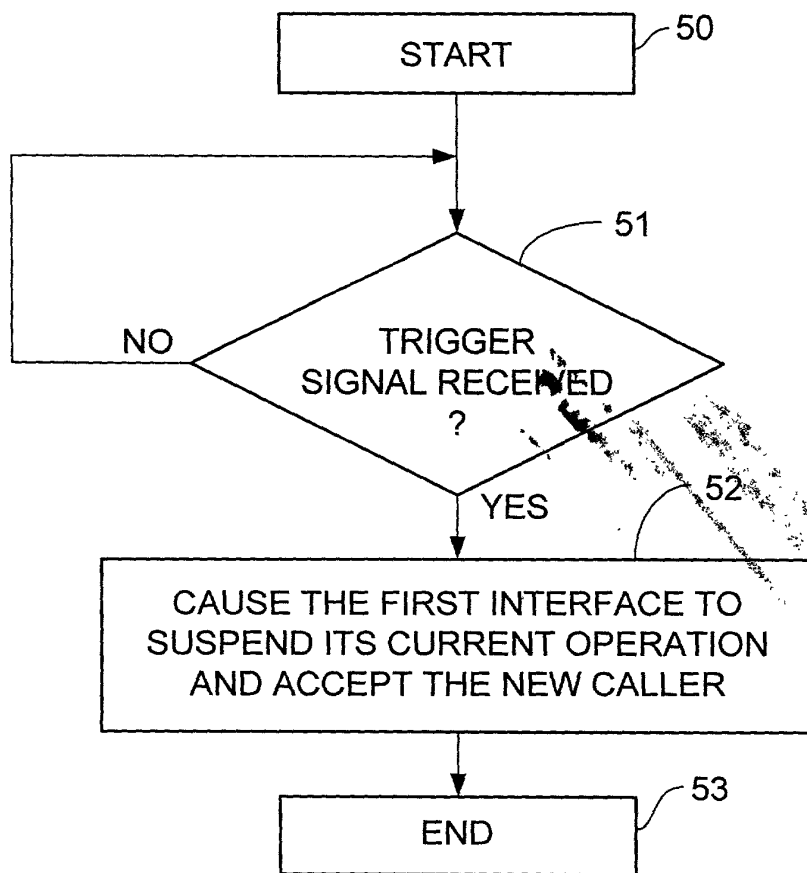 START
50
51
NO
TRIGGER
SIGNAL RECEIVED
?
YES
52
CAUSE THE FIRST INTERFACE TO
SUSPEND ITS CURRENT OPERATION
AND ACCEPT THE NEW CALLER
53
END